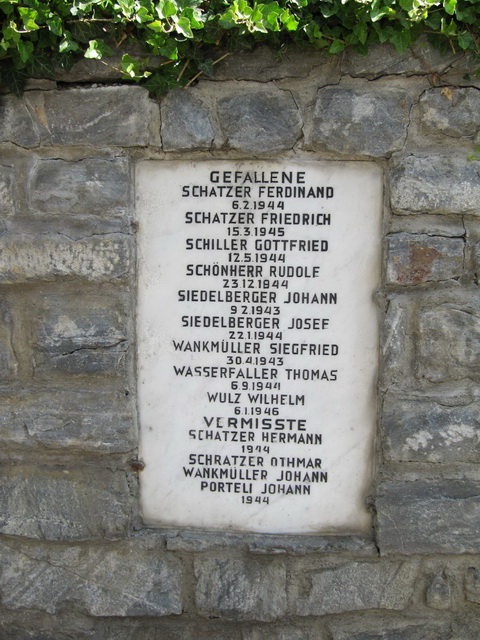 GEFALLENE
SCHATZER FERDINAND
6.2.1944
SCHATZER FRIEDRICH
15.3.1945
SCHILLER GOTTFRIED
12.5.1944
SCHÖNHERR RUDOLF
23.12.1844
SIEDELBERGER JOHANN
9.2.1943
SIEDELBERGER JOSEF
22.1.1944
WANKMÜLLER SIEGFRIED
30.4.1943
WASSERFALLER THOMAS
6.9.1944
WULZ WILHELM
6.1.1946
VERMISSTE
SCHATZER HERMANN
1944
SCHRATZER OTHMAR
WANKMÜLLER JOHANN
PORTELI JOHANN
1944